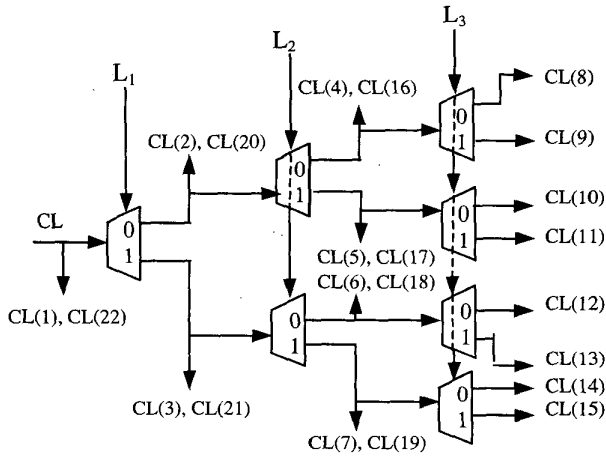 L3
L2
L1
CL(4), CL(16)
CL(8)
0
1
CL(9)
CL(2), CL(20)
0
1
CL(10)
0
1
CL(11)
CL
0
1
CL(5), CL(17)
CL(6), CL(18)
CL(1), CL(22)
0
1
0
1
CL(12)
CL(13)
CL(3), CL(21)
0
1
CL(14)
CL(15)
CL(7), CL(19)